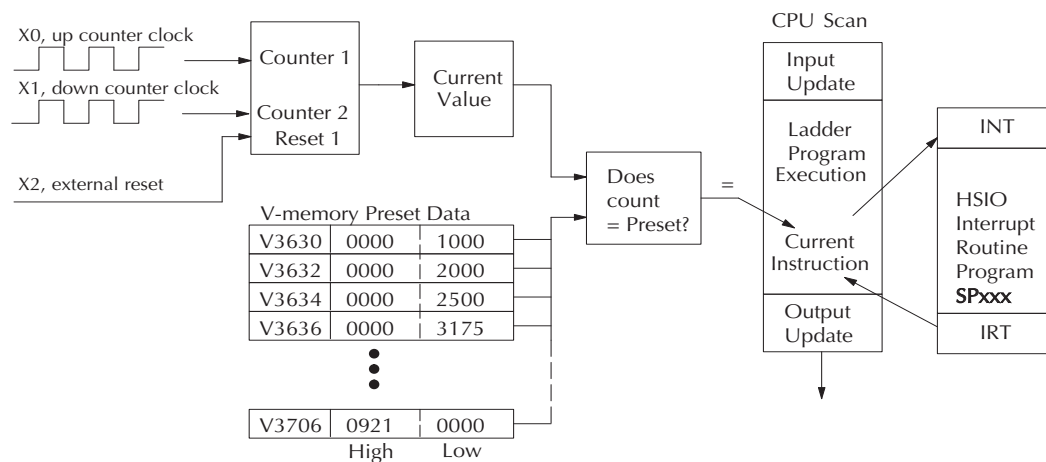 X0, up counter clock
X1, down counter clock
X2, external reset
Counter 1
Counter 2
Reset 1
Current
Value
V-memory Preset Data
V3630 0000 1000
V3632 0000 2000
V3634 0000 2500
V3636 0000 3175
V3706 0921 0000
High Low
Does
count
= Preset?
=
CPU Scan
Input
Update
Ladder
Program
Execution
Current
Instruction
Output
Update
INT
HSIO
Interrupt
Routine
Program
SPxxx
IRT